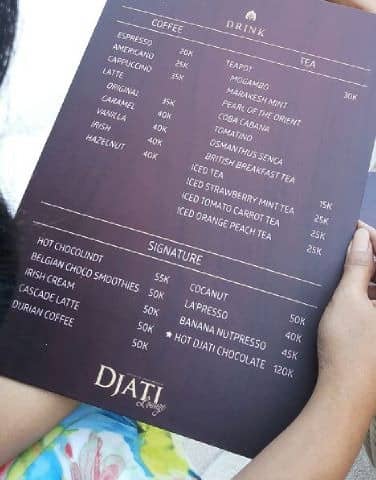 DRINK
COFFEE
ESPRESSO 20K
AMERICANO 25K
CAPPUCCINO 35K
LATTE
ORIGINAL 35K
CARAMEL 40K
VANILLA 40K
IRISH 40K
HAZELNUT 40K
TEA
TEAPOT 30K
MOGAMBO
MARAKESH MINT
PEARL OF THE ORIENT
COBA CABANA
TOMATINO
OSMANTHUS SENCA
BRITISH BREAKFAST TEA
ICED TEA 15K
ICED STRAWBERRY MINT TEA 25K
ICED TOMATO CARROT TEA 25K
ICED ORANGE PEACH TEA 25K
SIGNATURE
HOT CHOCOLINDT 55K
BELGIAN CHOCO SMOOTHIES 50K
IRISH CREAM 50K
CASCADE LATTE 50K
DURIAN COFFEE 50K
COCANUT 50K
LA'PRESSO 40K
BANANA NUTPRESSO 45K
★ HOT DJATI CHOCOLATE 120K
DJATI
Lounge